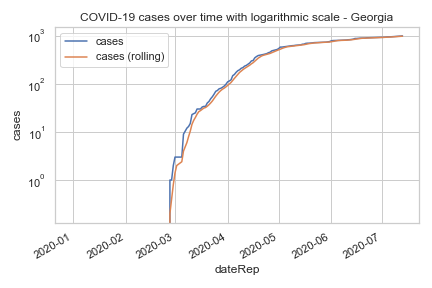 COVID-19 cases over time with logarithmic scale - Georgia
cases
cases (rolling)
10³
10²
10¹
10⁰
cases
2020-01
2020-02
2020-03
2020-04
2020-05
2020-06
2020-07
dateRep